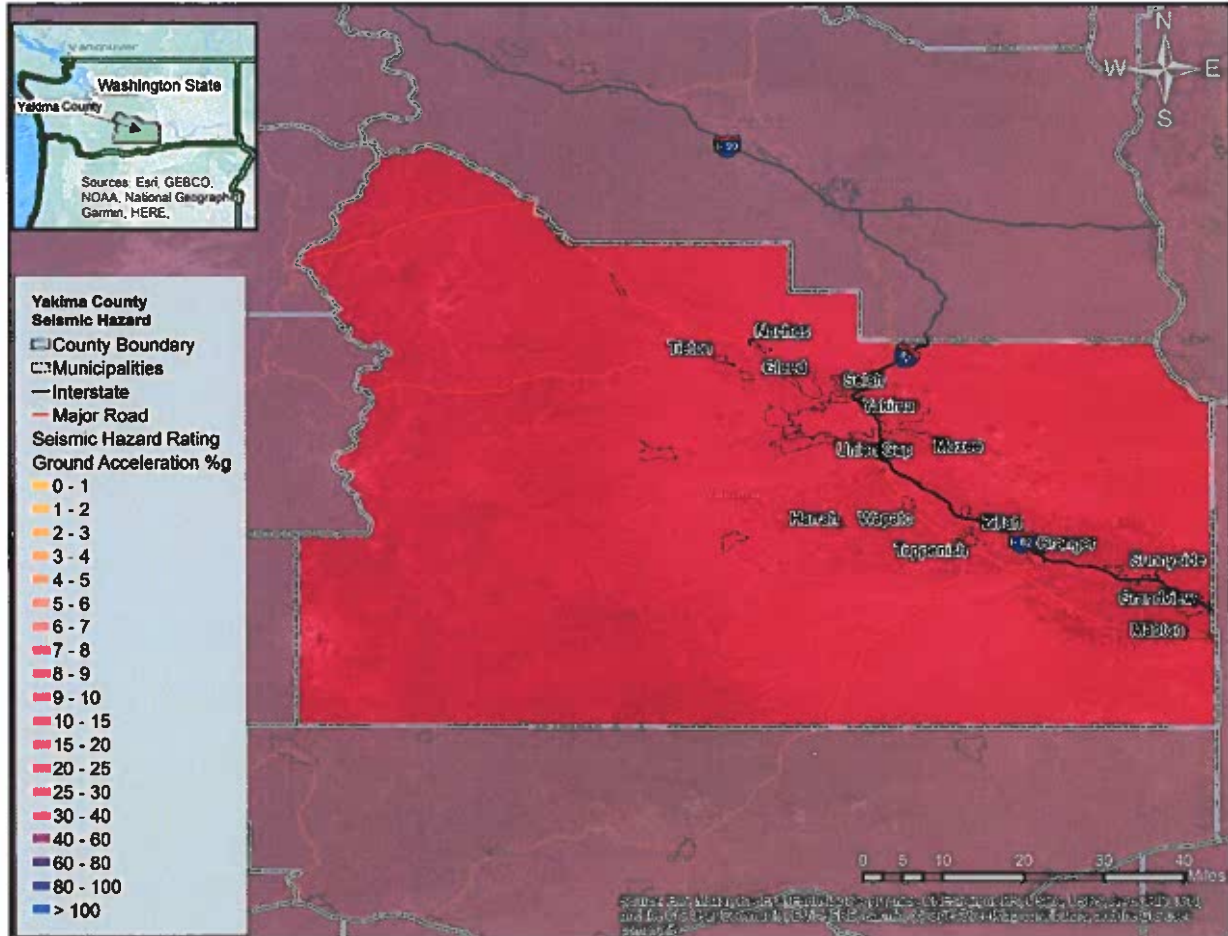 Vancouver
Washington State
Yakima County
Sources: Esri, GEBCO,
NOAA, National Geographic,
Garmin, HERE,
N
W E
S
Yakima County
Seismic Hazard
County Boundary
Municipalities
Interstate
Major Road
Seismic Hazard Rating
Ground Acceleration %g
0 - 1
1 - 2
2 - 3
3 - 4
4 - 5
5 - 6
6 - 7
7 - 8
8 - 9
9 - 10
10 - 15
15 - 20
20 - 25
25 - 30
30 - 40
40 - 60
60 - 80
80 - 100
> 100
I-90
Naches
Tieton
Gleed
Selah
Yakima
Union Gap
Moxee
Harrah
Wapato
Zillah
Toppenish
Granger
Sunnyside
Grandview
Mabton
0 5 10 20 30 40
Miles